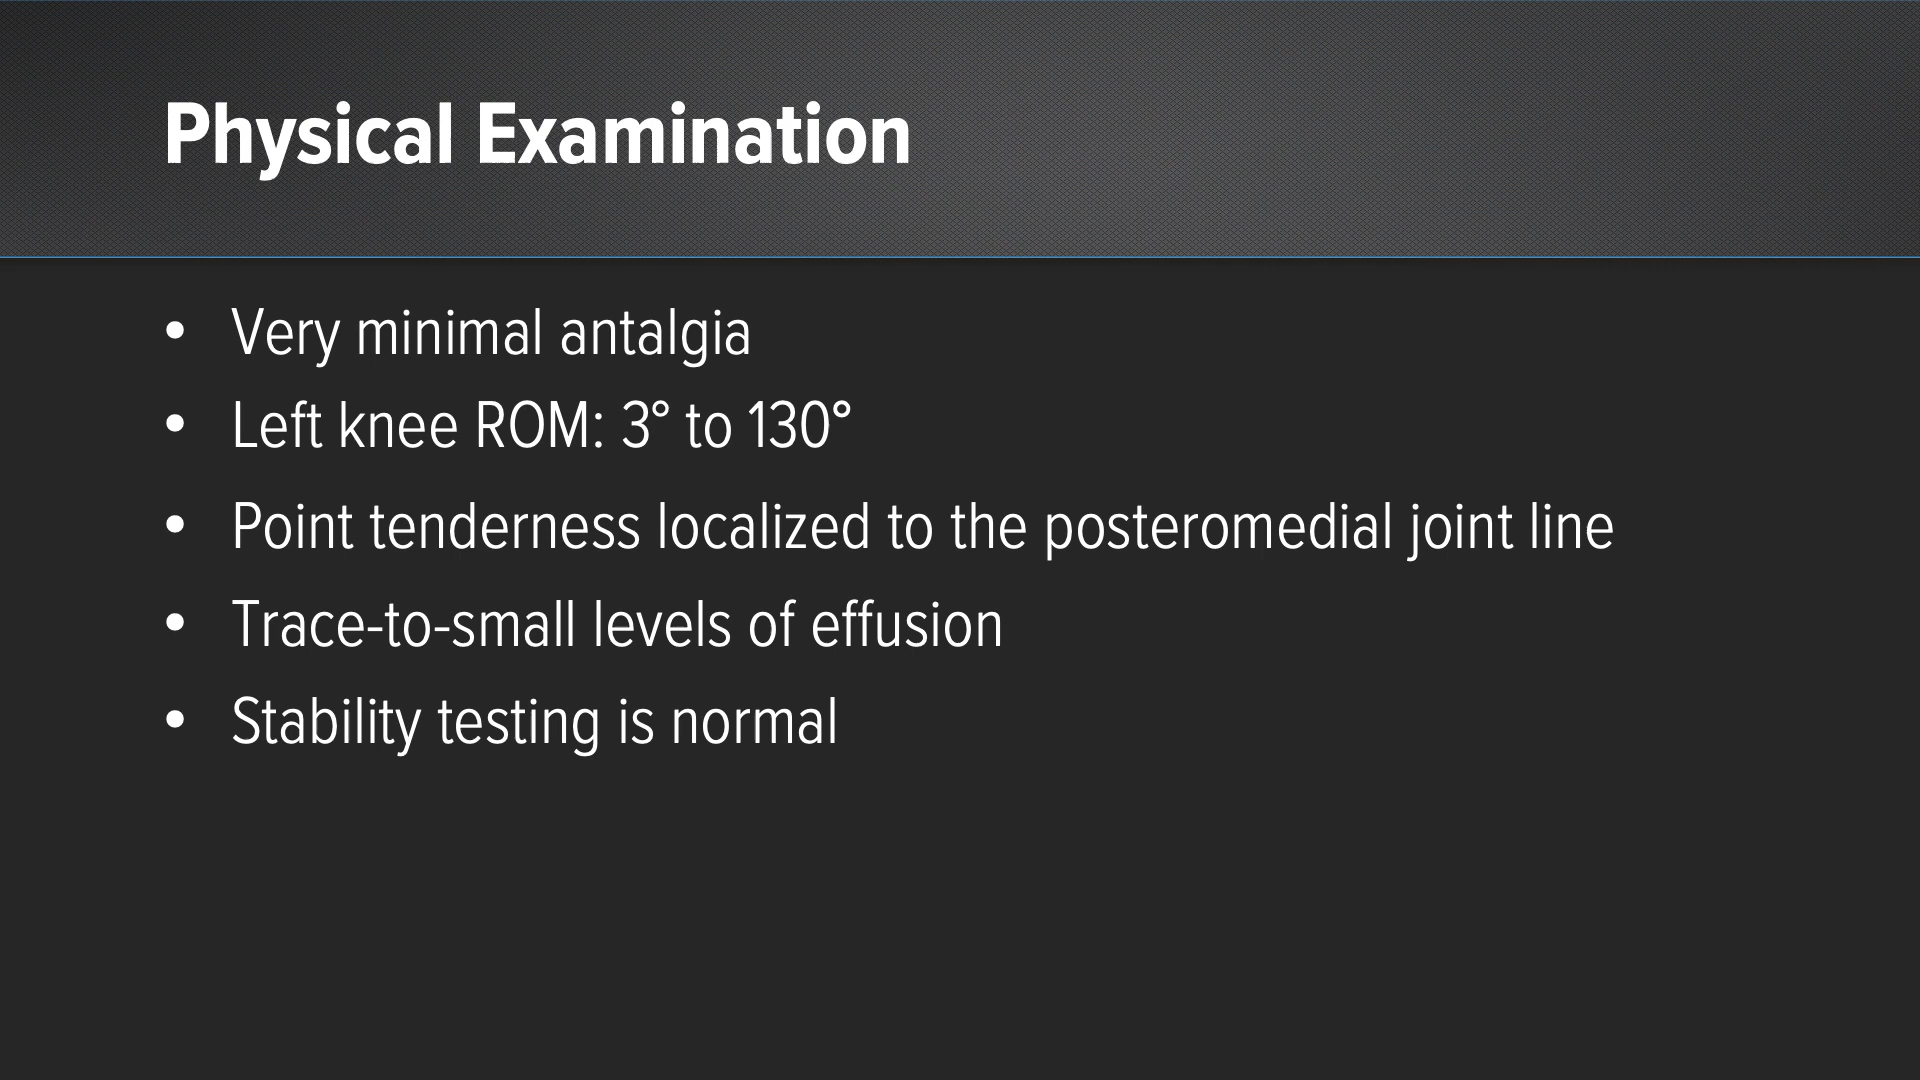 Physical Examination
• Very minimal antalgia
• Left knee ROM: 3° to 130°
• Point tenderness localized to the posteromedial joint line
• Trace-to-small levels of effusion
• Stability testing is normal